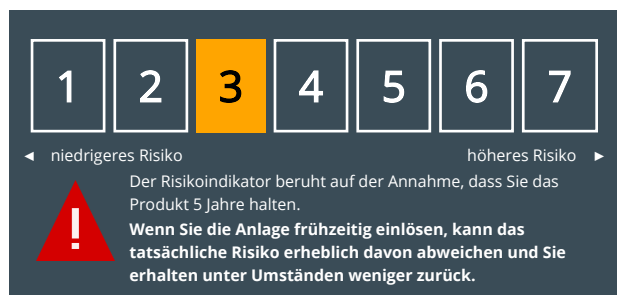 1 2 3 4 5 6 7
◄ niedrigeres Risiko höheres Risiko ►
Der Risikoindikator beruht auf der Annahme, dass Sie das
Produkt 5 Jahre halten.
Wenn Sie die Anlage frühzeitig einlösen, kann das
tatsächliche Risiko erheblich davon abweichen und Sie
erhalten unter Umständen weniger zurück.
!